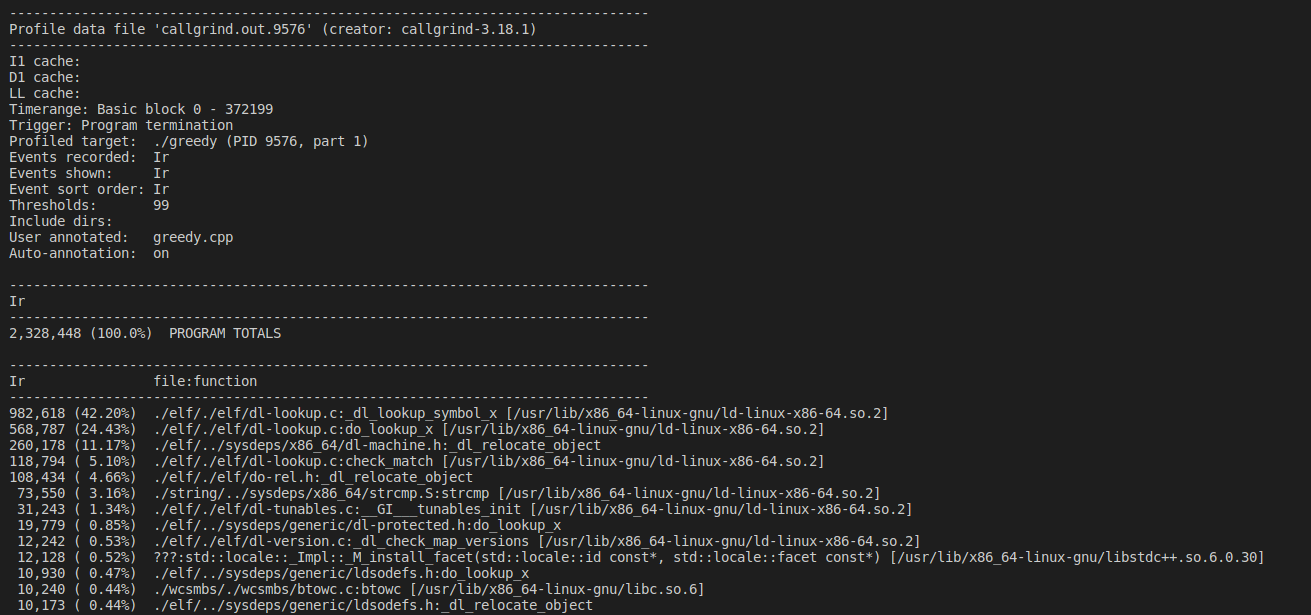 --------------------------------------------------------------------------------
Profile data file 'callgrind.out.9576' (creator: callgrind-3.18.1)
--------------------------------------------------------------------------------
I1 cache:
D1 cache:
LL cache:
Timerange: Basic block 0 - 372199
Trigger: Program termination
Profiled target:  ./greedy (PID 9576, part 1)
Events recorded:  Ir
Events shown:     Ir
Event sort order: Ir
Thresholds:       99
Include dirs:
User annotated:   greedy.cpp
Auto-annotation:  on

--------------------------------------------------------------------------------
Ir
--------------------------------------------------------------------------------
2,328,448 (100.0%)  PROGRAM TOTALS

--------------------------------------------------------------------------------
Ir                file:function
--------------------------------------------------------------------------------
982,618 (42.20%)  ./elf/./elf/dl-lookup.c:_dl_lookup_symbol_x [/usr/lib/x86_64-linux-gnu/ld-linux-x86-64.so.2]
568,787 (24.43%)  ./elf/./elf/dl-lookup.c:do_lookup_x [/usr/lib/x86_64-linux-gnu/ld-linux-x86-64.so.2]
260,178 (11.17%)  ./elf/../sysdeps/x86_64/dl-machine.h:_dl_relocate_object
118,794 ( 5.10%)  ./elf/./elf/dl-lookup.c:check_match [/usr/lib/x86_64-linux-gnu/ld-linux-x86-64.so.2]
108,434 ( 4.66%)  ./elf/./elf/do-rel.h:_dl_relocate_object
 73,550 ( 3.16%)  ./string/../sysdeps/x86_64/strcmp.S:strcmp [/usr/lib/x86_64-linux-gnu/ld-linux-x86-64.so.2]
 31,243 ( 1.34%)  ./elf/./elf/dl-tunables.c:__GI___tunables_init [/usr/lib/x86_64-linux-gnu/ld-linux-x86-64.so.2]
 19,779 ( 0.85%)  ./elf/../sysdeps/generic/dl-protected.h:do_lookup_x
 12,242 ( 0.53%)  ./elf/./elf/dl-version.c:_dl_check_map_versions [/usr/lib/x86_64-linux-gnu/ld-linux-x86-64.so.2]
 12,128 ( 0.52%)  ???:std::locale::_Impl::_M_install_facet(std::locale::id const*, std::locale::facet const*) [/usr/lib/x86_64-linux-gnu/libstdc++.so.6.0.30]
 10,930 ( 0.47%)  ./elf/../sysdeps/generic/ldsodefs.h:do_lookup_x
 10,240 ( 0.44%)  ./wcsmbs/./wcsmbs/btowc.c:btowc [/usr/lib/x86_64-linux-gnu/libc.so.6]
 10,173 ( 0.44%)  ./elf/../sysdeps/generic/ldsodefs.h:_dl_relocate_object